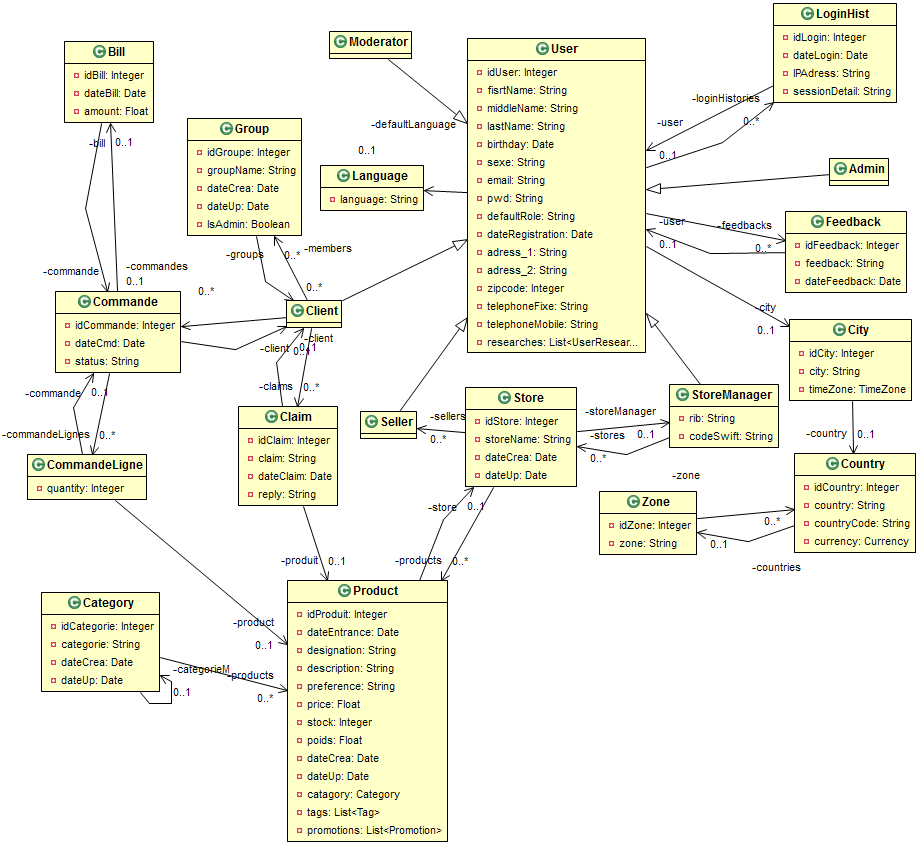 Bill
idBill: Integer
dateBill: Date
amount: Float
Moderator
User
idUser: Integer
fisrtName: String
middleName: String
lastName: String
birthday: Date
sexe: String
email: String
pwd: String
defaultRole: String
dateRegistration: Date
adress_1: String
adress_2: String
zipcode: Integer
telephoneFixe: String
telephoneMobile: String
researches: List<UserResear...
LoginHist
idLogin: Integer
dateLogin: Date
IPAdress: String
sessionDetail: String
-loginHistories
0..*
-user
0..1
-defaultLanguage
0..1
Language
language: String
Group
idGroupe: Integer
groupName: String
dateCrea: Date
dateUp: Date
IsAdmin: Boolean
-bill
0..1
-commande
-commandes
0..1
0..*
-groups
0..*
-members
0..*
Admin
-user
0..1
-feedbacks
0..*
Feedback
idFeedback: Integer
feedback: String
dateFeedback: Date
Commande
idCommande: Integer
dateCmd: Date
status: String
Client
-client
0..1
-client
0..1
-claims
0..*
-city
0..1
City
idCity: Integer
city: String
timeZone: TimeZone
-commande
0..1
-commandeLignes
0..*
CommandeLigne
quantity: Integer
Claim
idClaim: Integer
claim: String
dateClaim: Date
reply: String
Seller
-sellers
0..*
Store
idStore: Integer
storeName: String
dateCrea: Date
dateUp: Date
-storeManager
0..1
-stores
0..*
StoreManager
rib: String
codeSwift: String
-country
0..1
-zone
0..1
Zone
idZone: Integer
zone: String
0..*
-countries
Country
idCountry: Integer
country: String
countryCode: String
currency: Currency
-store
0..1
-produit
0..1
-products
0..*
-product
0..1
Category
idCategorie: Integer
categorie: String
dateCrea: Date
dateUp: Date
-categorieM
0..1
-products
0..*
Product
idProduit: Integer
dateEntrance: Date
designation: String
description: String
preference: String
price: Float
stock: Integer
poids: Float
dateCrea: Date
dateUp: Date
catagory: Category
tags: List<Tag>
promotions: List<Promotion>